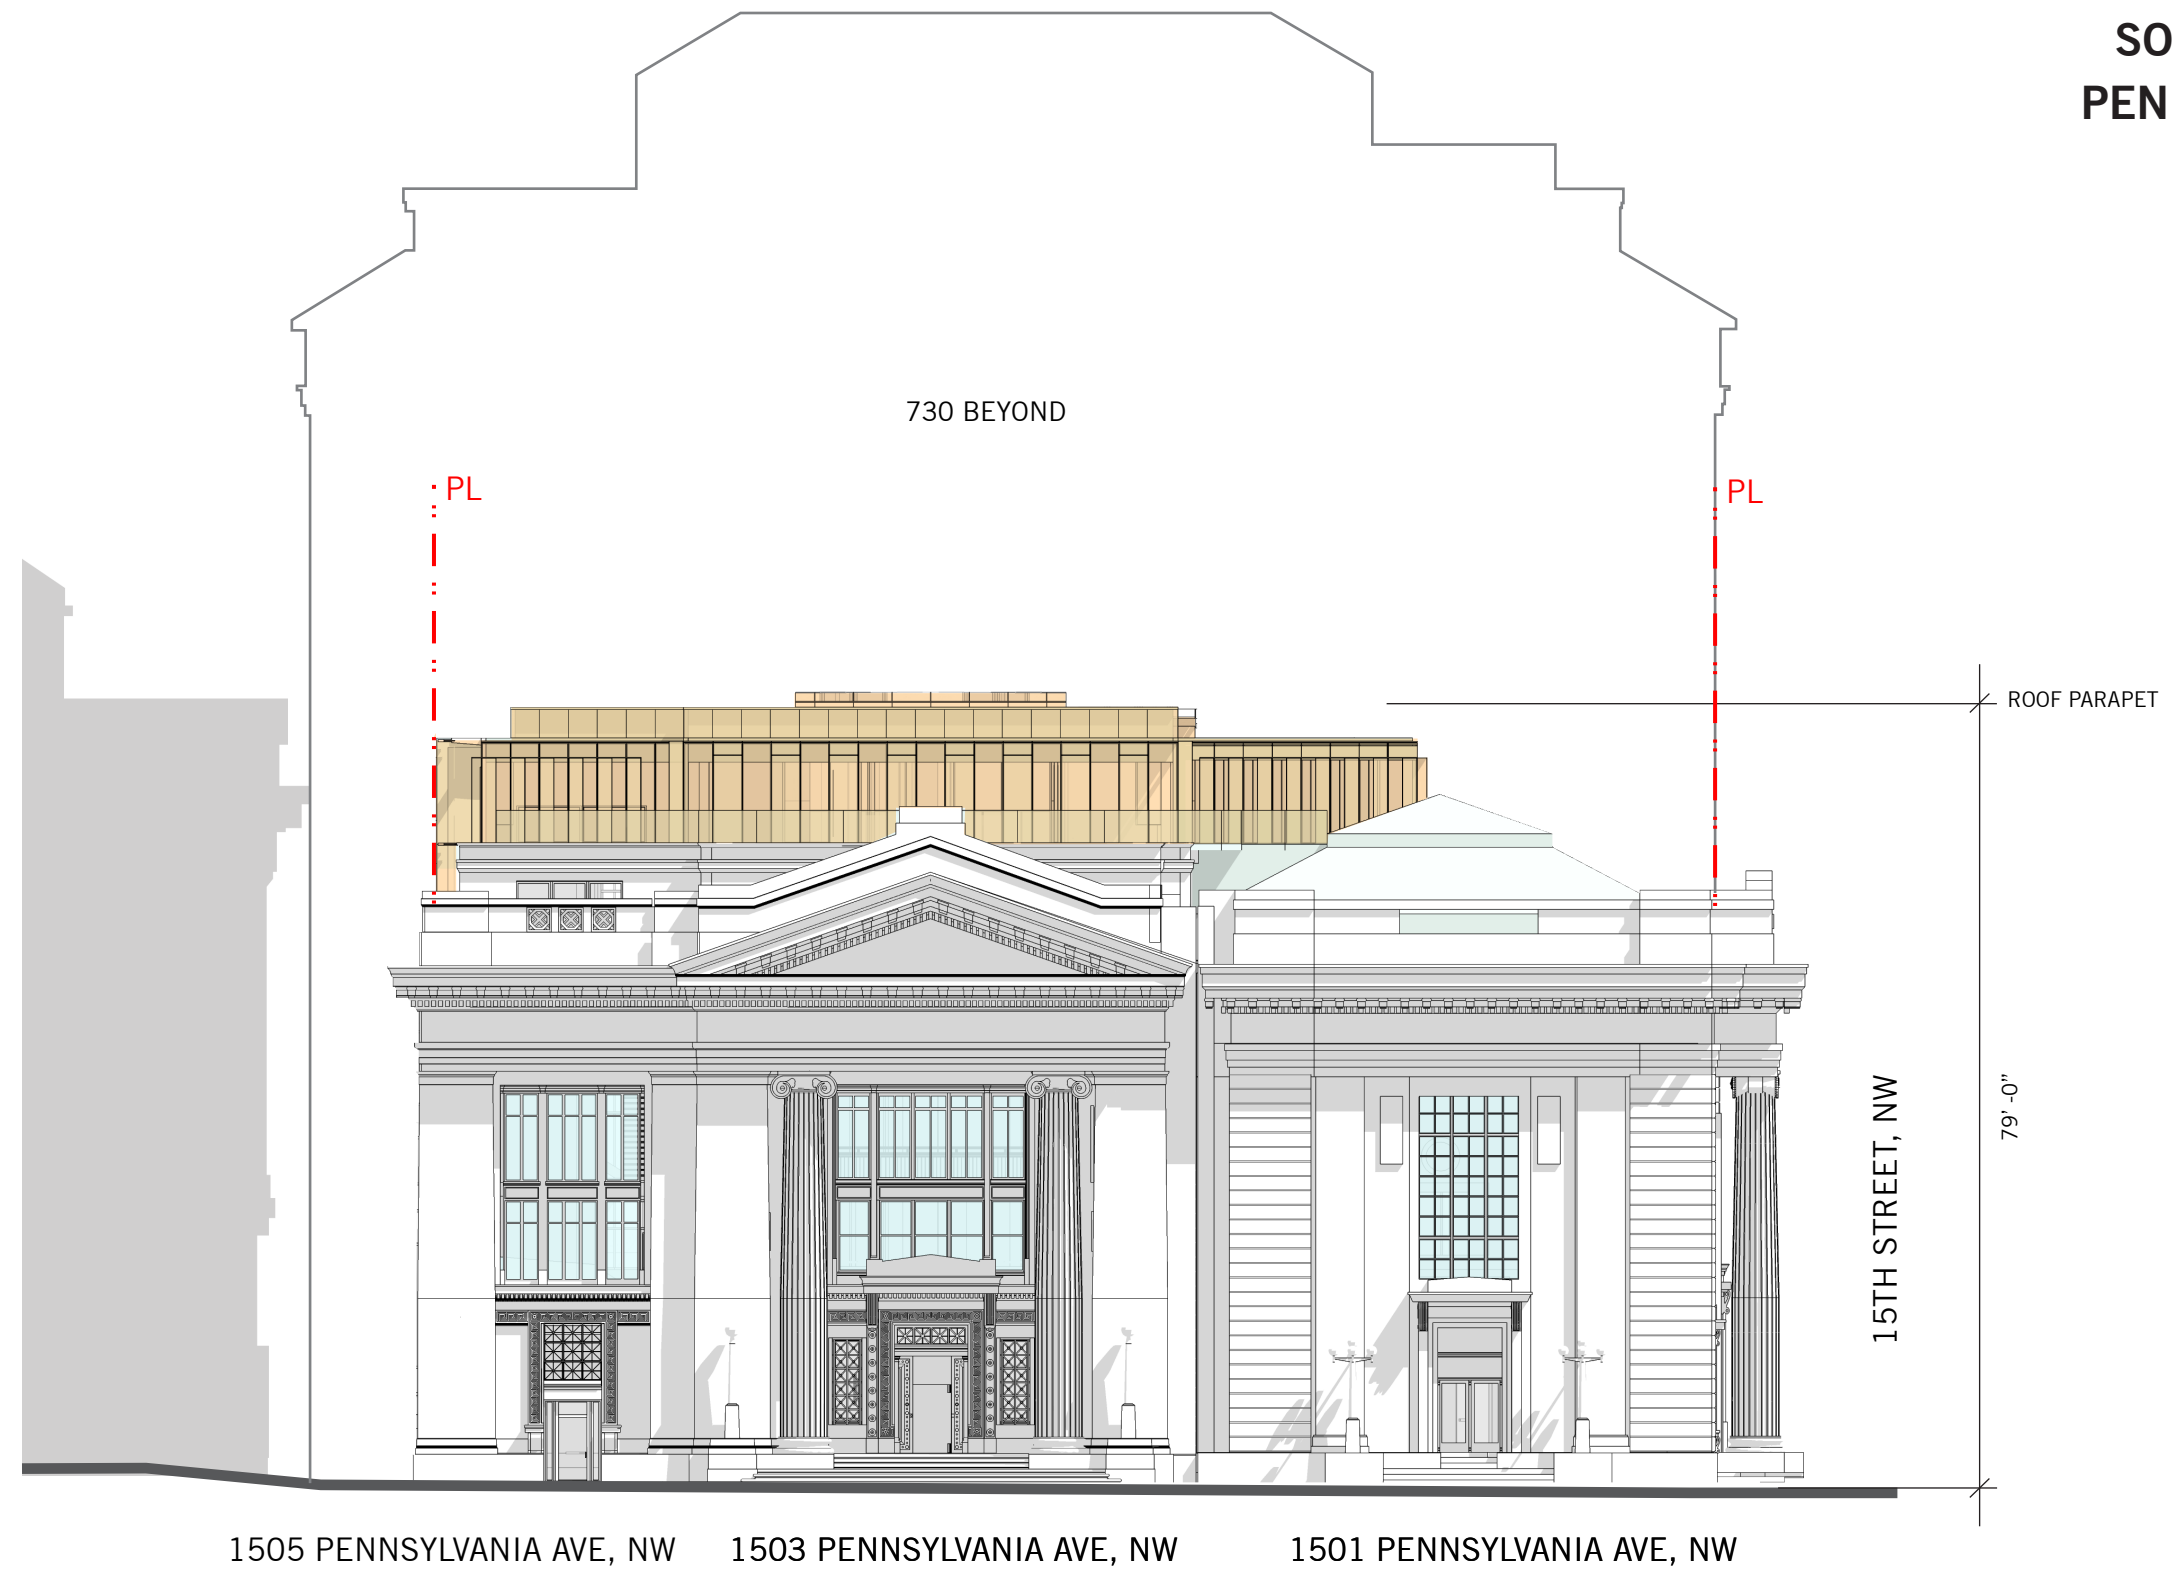 SO
PEN
730 BEYOND
PL
PL
ROOF PARAPET
79' -0"
15TH STREET, NW
1505 PENNSYLVANIA AVE, NW
1503 PENNSYLVANIA AVE, NW
1501 PENNSYLVANIA AVE, NW